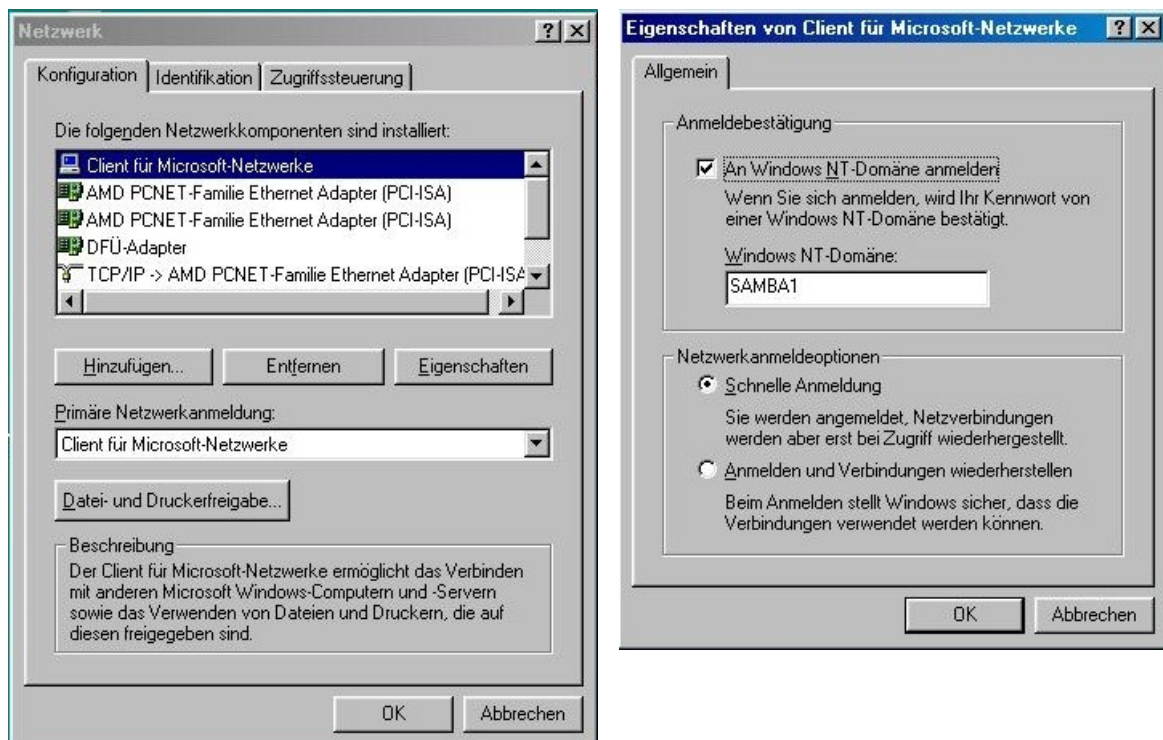 Netzwerk
Konfiguration Identifikation Zugriffssteuerung
Die folgenden Netzwerkkomponenten sind installiert:
Client für Microsoft-Netzwerke
AMD PCNET-Familie Ethernet Adapter (PCI-ISA)
AMD PCNET-Familie Ethernet Adapter (PCI-ISA)
DFÜ-Adapter
TCP/IP -> AMD PCNET-Familie Ethernet Adapter (PCI-ISA
Hinzufügen... Entfernen Eigenschaften
Primäre Netzwerkanmeldung:
Client für Microsoft-Netzwerke
Datei- und Druckerfreigabe...
Beschreibung
Der Client für Microsoft-Netzwerke ermöglicht das Verbinden
mit anderen Microsoft Windows-Computern und -Servern
sowie das Verwenden von Dateien und Druckern, die auf
diesen freigegeben sind.
OK Abbrechen
Eigenschaften von Client für Microsoft-Netzwerke
Allgemein
Anmeldebestätigung
An Windows NT-Domäne anmelden
Wenn Sie sich anmelden, wird Ihr Kennwort von
einer Windows NT-Domäne bestätigt.
Windows NT-Domäne:
SAMBA1
Netzwerkanmeldeoptionen
Schnelle Anmeldung
Sie werden angemeldet, Netzverbindungen
werden aber erst bei Zugriff wiederhergestellt.
Anmelden und Verbindungen wiederherstellen
Beim Anmelden stellt Windows sicher, dass die
Verbindungen verwendet werden können.
OK Abbrechen